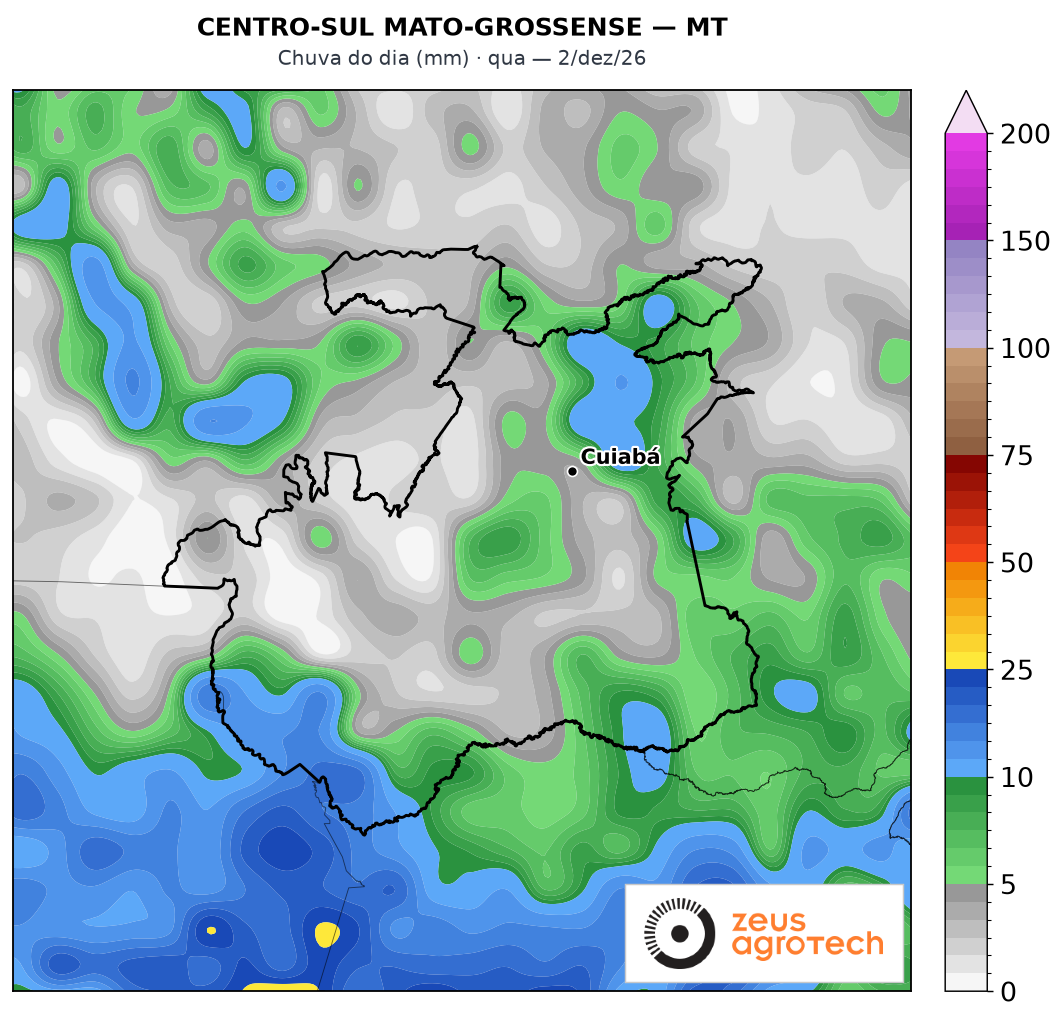 CENTRO-SUL MATO-GROSSENSE — MT
Chuva do dia (mm) · qua — 2/dez/26
200
150
100
75
50
25
10
5
0
Cuiabá
zeus
agroтech